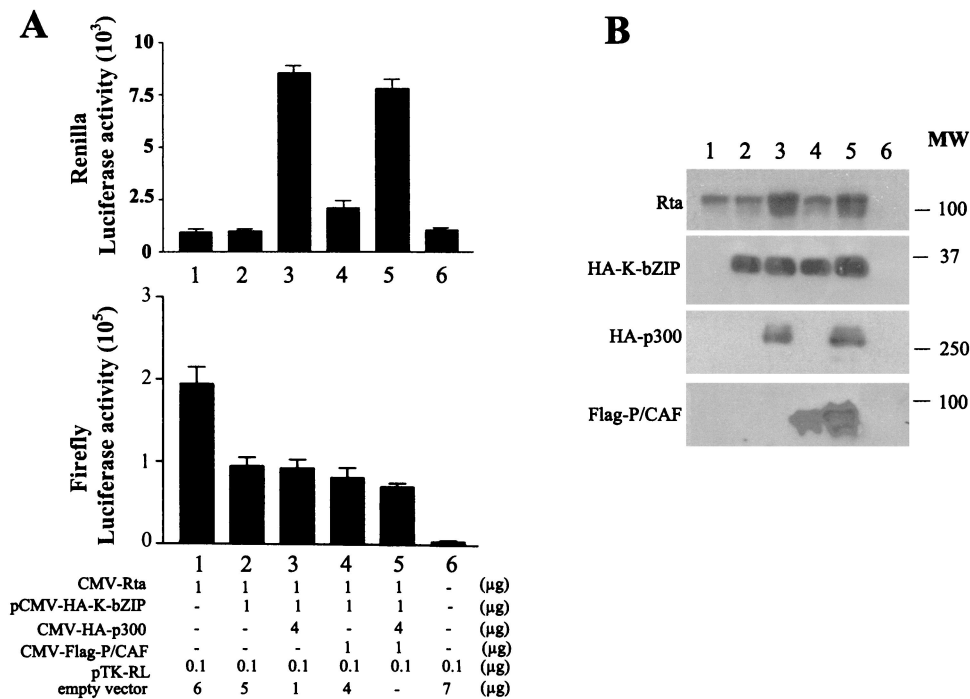 A
Renilla
Luciferase activity (10³)
10
7.5
5
2.5
0
1 2 3 4 5 6
Firefly
Luciferase activity (10⁵)
3
2
1
0
1 2 3 4 5 6
CMV-Rta 1 1 1 1 1 - (µg)
pCMV-HA-K-bZIP - 1 1 1 1 - (µg)
CMV-HA-p300 - - 4 - 4 - (µg)
CMV-Flag-P/CAF - - - 1 1 - (µg)
pTK-RL 0.1 0.1 0.1 0.1 0.1 0.1 (µg)
empty vector 6 5 1 4 - 7 (µg)
B
1 2 3 4 5 6 MW
Rta — 100
HA-K-bZIP — 37
HA-p300 — 250
Flag-P/CAF — 100